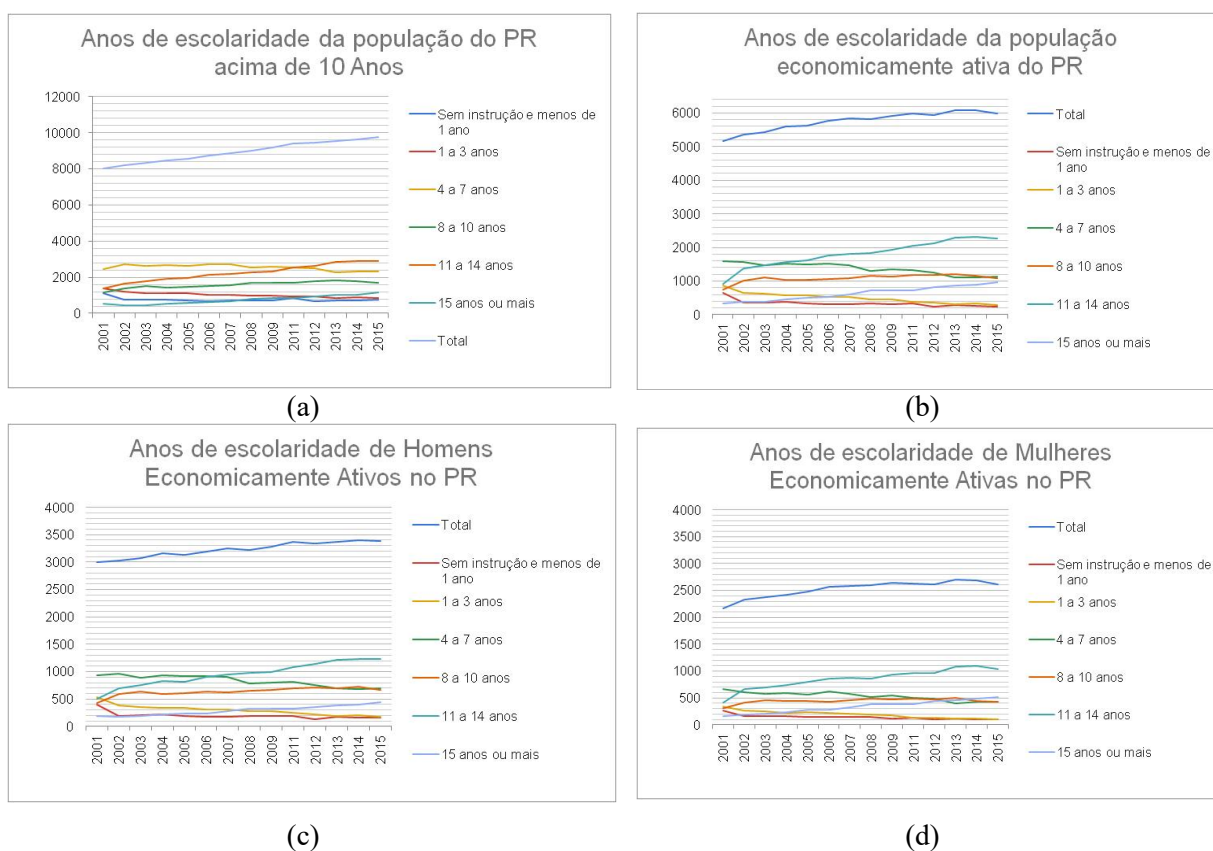 Anos de escolaridade da população do PR
acima de 10 Anos
12000
10000
8000
6000
4000
2000
0
2001
2002
2003
2004
2005
2006
2007
2008
2009
2011
2012
2013
2014
2015
Sem instrução e menos de
1 ano
1 a 3 anos
4 a 7 anos
8 a 10 anos
11 a 14 anos
15 anos ou mais
Total
(a)
Anos de escolaridade da população
economicamente ativa do PR
6000
5000
4000
3000
2000
1000
0
2001
2002
2003
2004
2005
2006
2007
2008
2009
2011
2012
2013
2014
2015
Total
Sem instrução e menos de
1 ano
1 a 3 anos
4 a 7 anos
8 a 10 anos
11 a 14 anos
15 anos ou mais
(b)
Anos de escolaridade de Homens
Economicamente Ativos no PR
4000
3500
3000
2500
2000
1500
1000
500
0
2001
2002
2003
2004
2005
2006
2007
2008
2009
2011
2012
2013
2014
2015
Total
Sem instrução e menos de
1 ano
1 a 3 anos
4 a 7 anos
8 a 10 anos
11 a 14 anos
15 anos ou mais
(c)
Anos de escolaridade de Mulheres
Economicamente Ativas no PR
4000
3500
3000
2500
2000
1500
1000
500
0
2001
2002
2003
2004
2005
2006
2007
2008
2009
2011
2012
2013
2014
2015
Total
Sem instrução e menos de
1 ano
1 a 3 anos
4 a 7 anos
8 a 10 anos
11 a 14 anos
15 anos ou mais
(d)